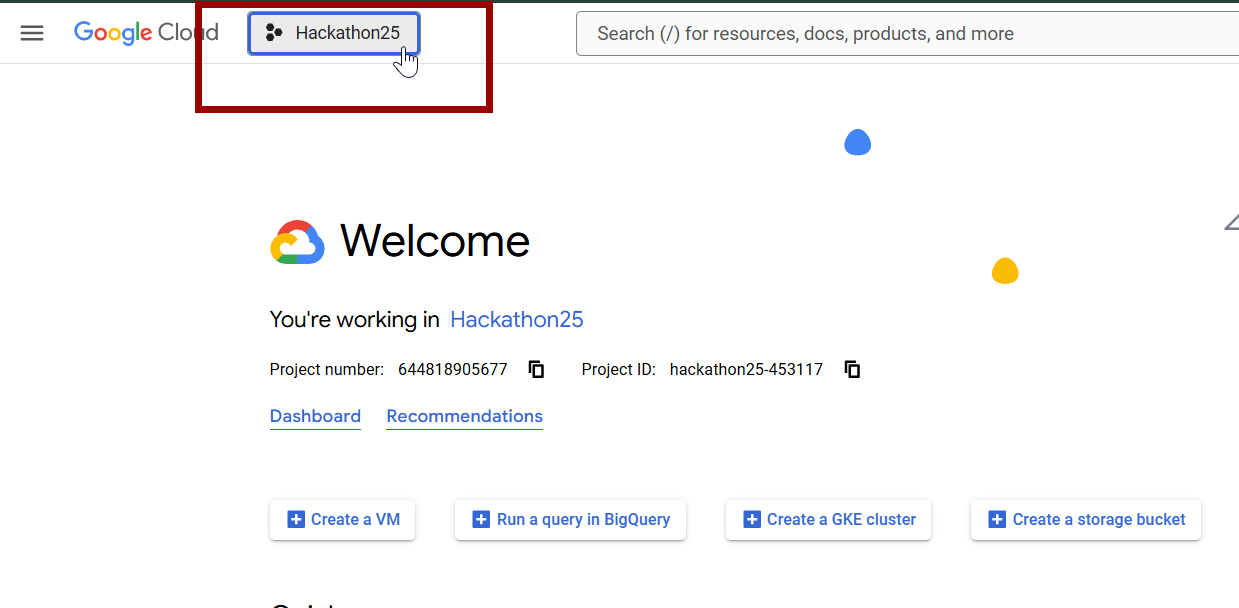 Google Cloud
Hackathon25
Search (/) for resources, docs, products, and more
Welcome
You're working in Hackathon25
Project number: 644818905677 Project ID: hackathon25-453117
Dashboard Recommendations
Create a VM Run a query in BigQuery Create a GKE cluster Create a storage bucket